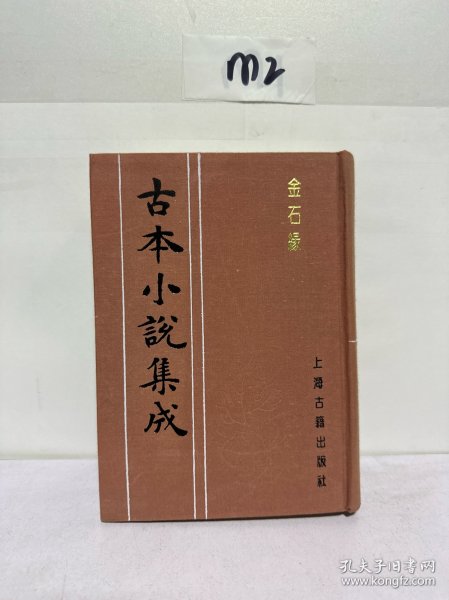 m2
金石緣
古本小說集成
上海古籍出版社
孔夫子旧书网
www.kongfz.com